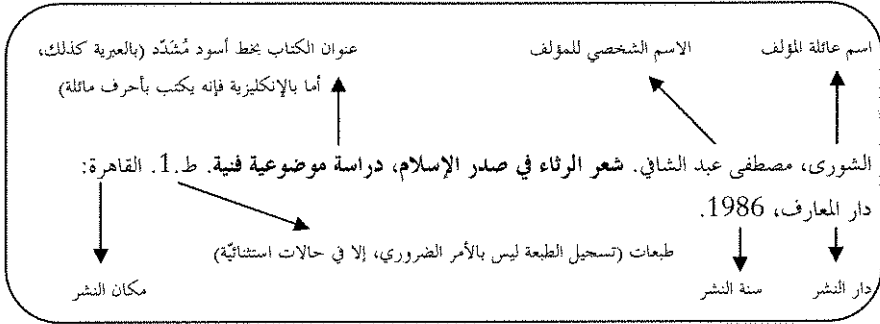 اسم عائلة المؤلف
الاسم الشخصي للمؤلف
عنوان الكتاب بخط أسود مُشَدّد (بالعبرية كذلك،
أما بالإنكليزية فإنه يكتب بأحرف مائلة)
الشورى، مصطفى عبد الشافي. شعر الرثاء في صدر الإسلام، دراسة موضوعية فنية. ط.1. القاهرة:
دار المعارف، 1986.
طبعات (تسجيل الطبعة ليس بالأمر الضروري، إلا في حالات استثنائيّة)
دار النشر
سنة النشر
مكان النشر